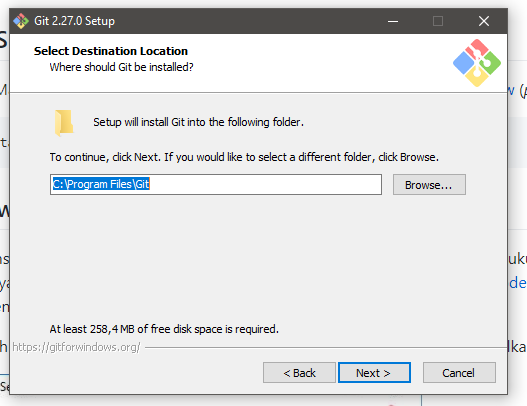 Git 2.27.0 Setup
Select Destination Location
Where should Git be installed?
Setup will install Git into the following folder.
To continue, click Next. If you would like to select a different folder, click Browse.
C:\Program Files\Git
Browse...
At least 258,4 MB of free disk space is required.
https://gitforwindows.org/
< Back
Next >
Cancel